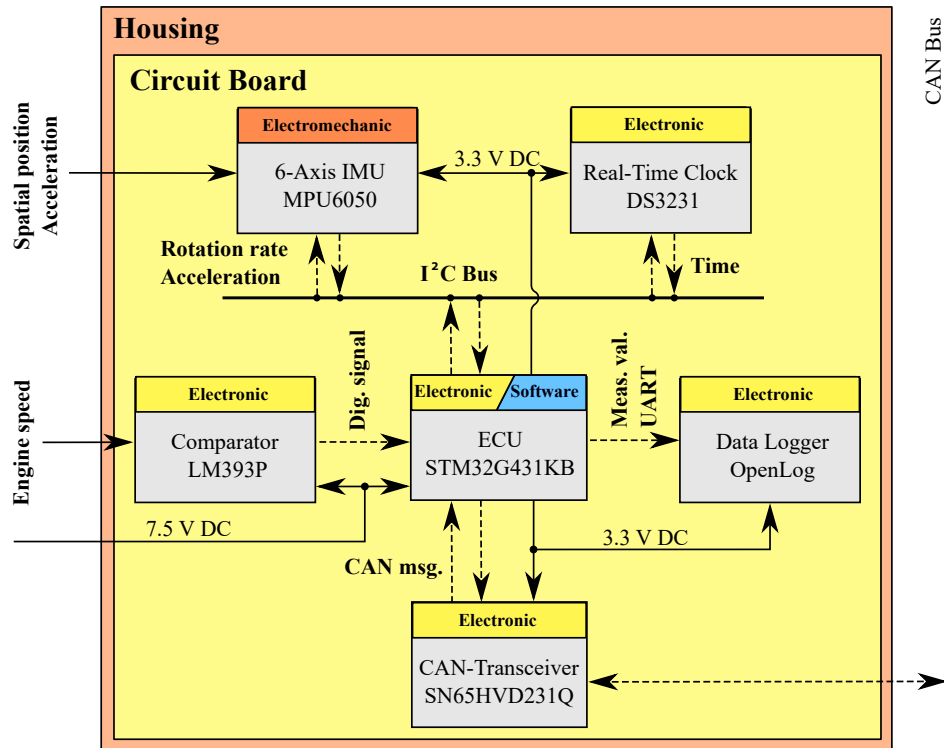 Housing
CAN Bus
Circuit Board
Electromechanic
6-Axis IMU
MPU6050
3.3 V DC
Electronic
Real-Time Clock
DS3231
Spatial position
Acceleration
Rotation rate
Acceleration
I²C Bus
Time
Engine speed
Electronic
Comparator
LM393P
Dig. signal
Electronic
Software
ECU
STM32G431KB
Meas. val.
UART
Electronic
Data Logger
OpenLog
7.5 V DC
CAN msg.
3.3 V DC
Electronic
CAN-Transceiver
SN65HVD231Q